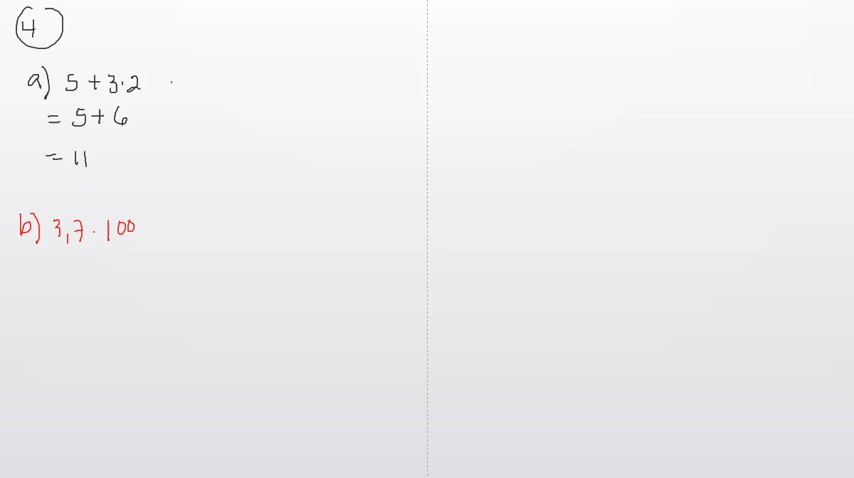 4
a) 5 + 3·2
= 5 + 6
= 11
b) 3,7 · 100